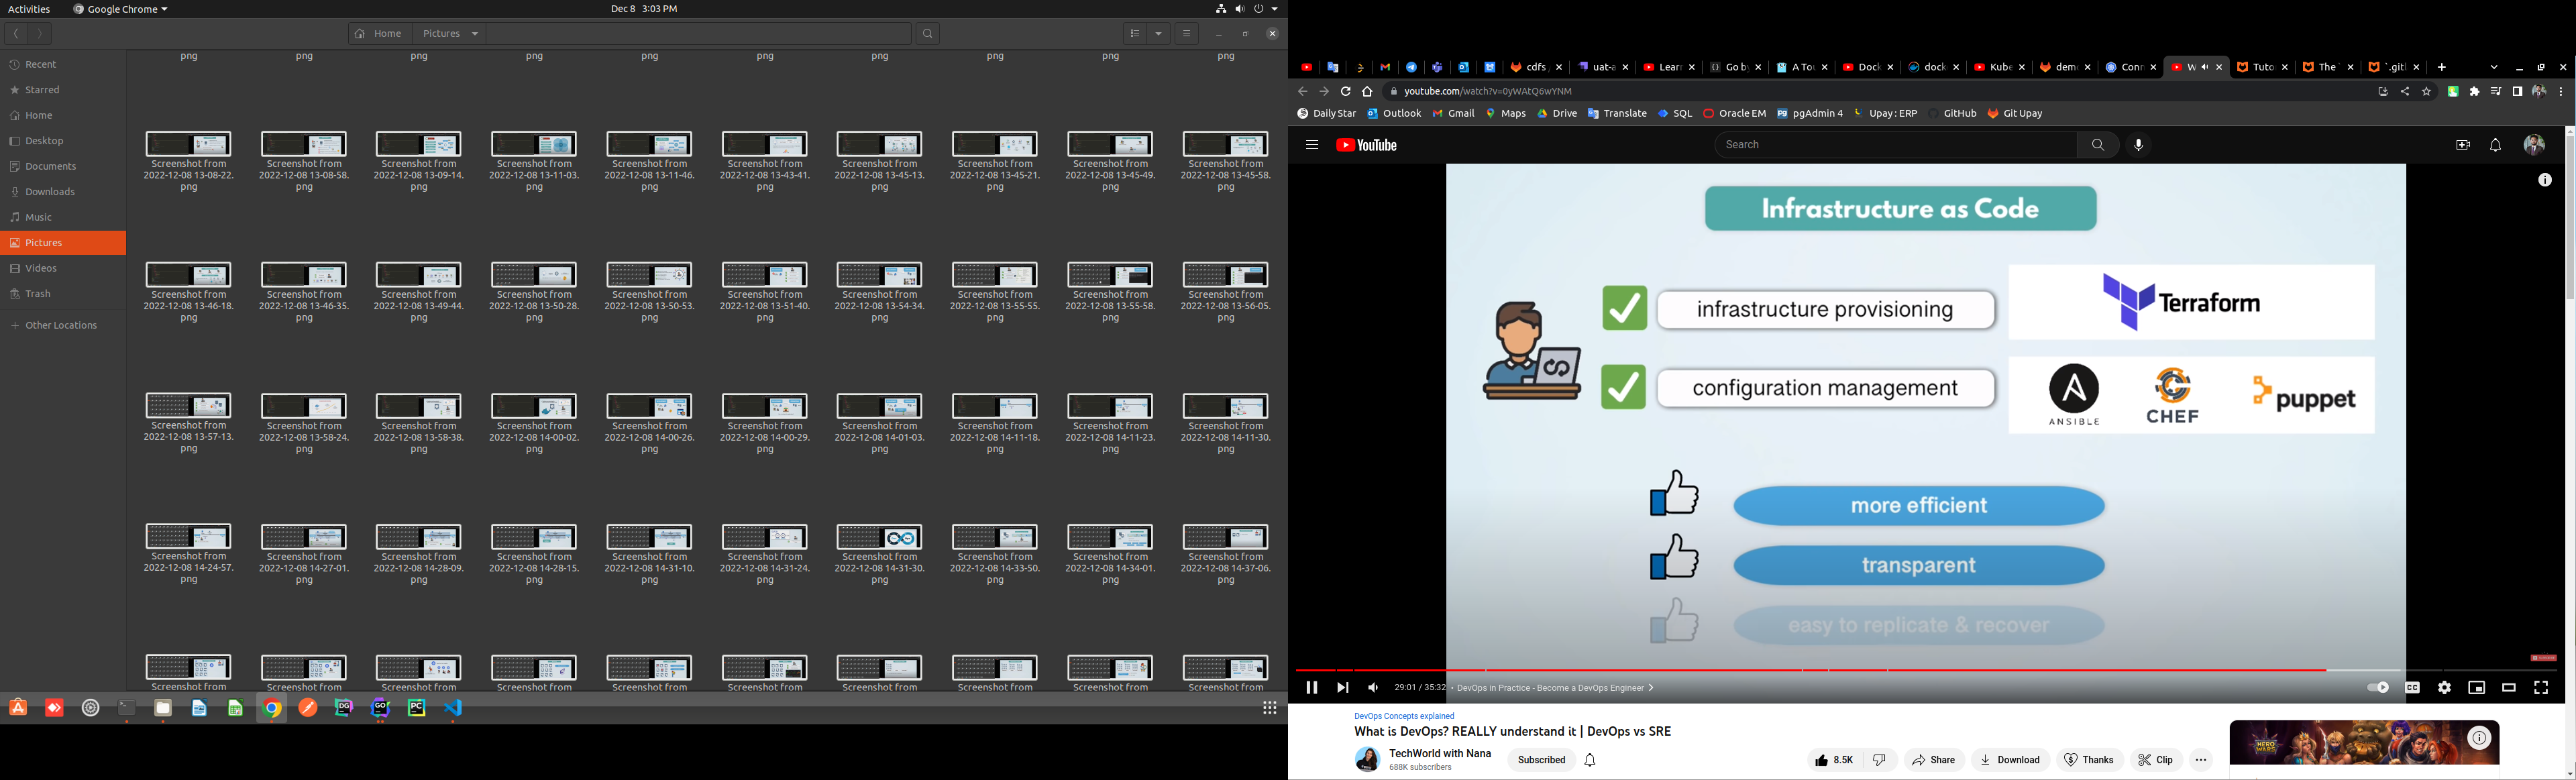 Activities
Google Chrome
Dec 8 3:03 PM
Home
Pictures
Recent
Starred
Home
Desktop
Documents
Downloads
Music
Pictures
Videos
Trash
Other Locations
png png png png png png png png png png
Screenshot from Screenshot from Screenshot from Screenshot from Screenshot from Screenshot from Screenshot from Screenshot from Screenshot from Screenshot from
2022-12-08 13-08-22. 2022-12-08 13-08-58. 2022-12-08 13-09-14. 2022-12-08 13-11-03. 2022-12-08 13-11-46. 2022-12-08 13-43-41. 2022-12-08 13-45-13. 2022-12-08 13-45-21. 2022-12-08 13-45-49. 2022-12-08 13-45-58.
png png png png png png png png png png
Screenshot from Screenshot from Screenshot from Screenshot from Screenshot from Screenshot from Screenshot from Screenshot from Screenshot from Screenshot from
2022-12-08 13-46-18. 2022-12-08 13-46-35. 2022-12-08 13-49-44. 2022-12-08 13-50-28. 2022-12-08 13-50-53. 2022-12-08 13-51-40. 2022-12-08 13-54-34. 2022-12-08 13-55-55. 2022-12-08 13-55-58. 2022-12-08 13-56-05.
png png png png png png png png png png
Screenshot from Screenshot from Screenshot from Screenshot from Screenshot from Screenshot from Screenshot from Screenshot from Screenshot from Screenshot from
2022-12-08 13-57-13. 2022-12-08 13-58-24. 2022-12-08 13-58-38. 2022-12-08 14-00-02. 2022-12-08 14-00-26. 2022-12-08 14-00-29. 2022-12-08 14-01-03. 2022-12-08 14-11-18. 2022-12-08 14-11-23. 2022-12-08 14-11-30.
png png png png png png png png png png
Screenshot from Screenshot from Screenshot from Screenshot from Screenshot from Screenshot from Screenshot from Screenshot from Screenshot from Screenshot from
2022-12-08 14-24-57. 2022-12-08 14-27-01. 2022-12-08 14-28-09. 2022-12-08 14-28-15. 2022-12-08 14-31-10. 2022-12-08 14-31-24. 2022-12-08 14-31-30. 2022-12-08 14-33-50. 2022-12-08 14-34-01. 2022-12-08 14-37-06.
png png png png png png png png png png
Screenshot from Screenshot from Screenshot from Screenshot from Screenshot from Screenshot from Screenshot from Screenshot from Screenshot from Screenshot from
DG GO PC
cdfs uat-a Learn Go by A Tou Dock dock Kube dem Conn W Tuto The `.git
youtube.com/watch?v=0yWAtQ6wYNM
DailyStar Outlook Gmail Maps Drive Translate SQL Oracle EM pgAdmin 4 Upay : ERP GitHub Git Upay
YouTube
Search
Infrastructure as Code
infrastructure provisioning
Terraform
configuration management
ANSIBLE
CHEF
puppet
more efficient
transparent
easy to replicate & recover
29:01 / 35:32 • DevOps in Practice - Become a DevOps Engineer
DevOps Concepts explained
What is DevOps? REALLY understand it | DevOps vs SRE
TechWorld with Nana
688K subscribers
Subscribed
8.5K
Share
Download
Thanks
Clip
HERO WARS